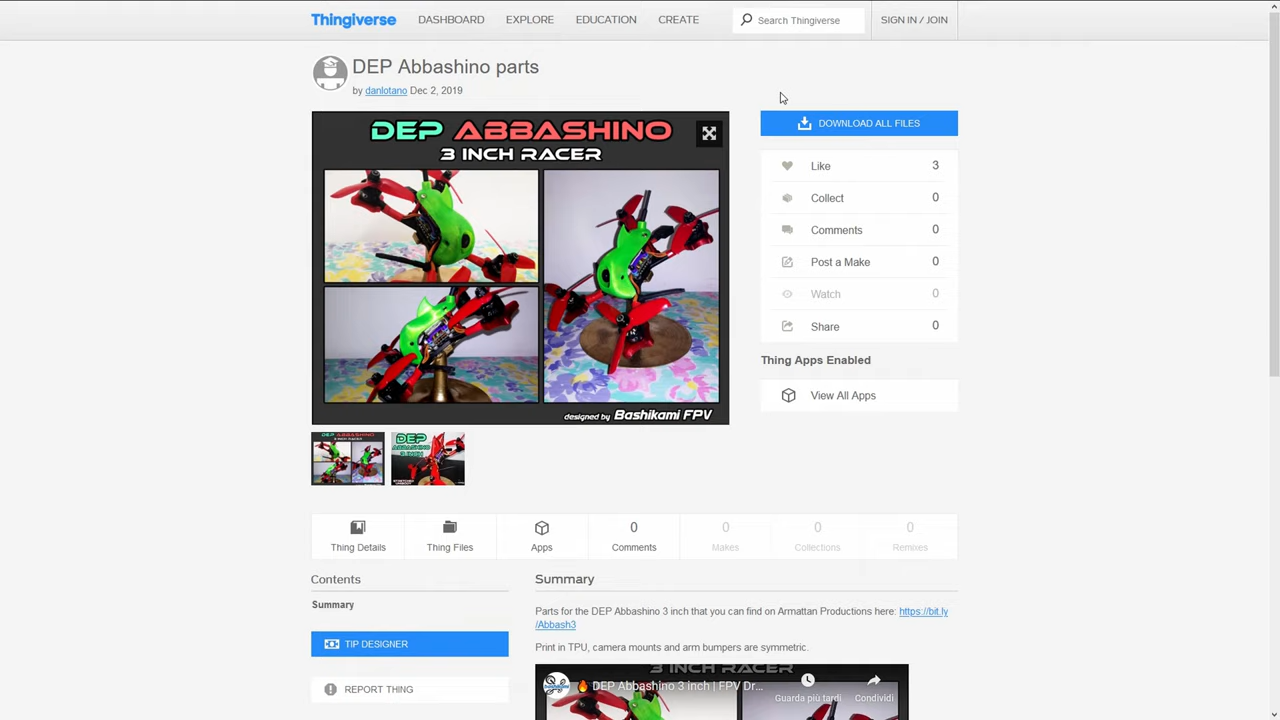 Thingiverse DASHBOARD EXPLORE EDUCATION CREATE Search Thingiverse SIGN IN / JOIN
DEP Abbashino parts
by danlotano Dec 2, 2019
DEP ABBASHINO
3 INCH RACER
designed by Bashikami FPV
DOWNLOAD ALL FILES
Like 3
Collect 0
Comments 0
Post a Make 0
Watch 0
Share 0
Thing Apps Enabled
View All Apps
DEP ABBASHINO
DEP
ABBASHINO
Thing Details
Thing Files
Apps
0
Comments
0
Makes
0
Collections
0
Remixes
Contents
Summary
TIP DESIGNER
REPORT THING
Summary
Parts for the DEP Abbashino 3 inch that you can find on Armattan Productions here: https://bit.ly
/Abbash3
Print in TPU, camera mounts and arm bumpers are symmetric.
3 INCH RACER
DEP Abbashino 3 inch | FPV Dr...
Guarda più tardi
Condividi